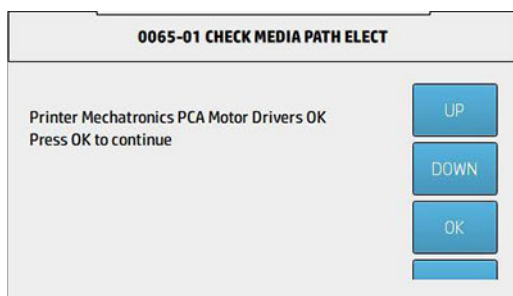 0065-01 CHECK MEDIA PATH ELECT
Printer Mechatronics PCA Motor Drivers OK
Press OK to continue
UP
DOWN
OK